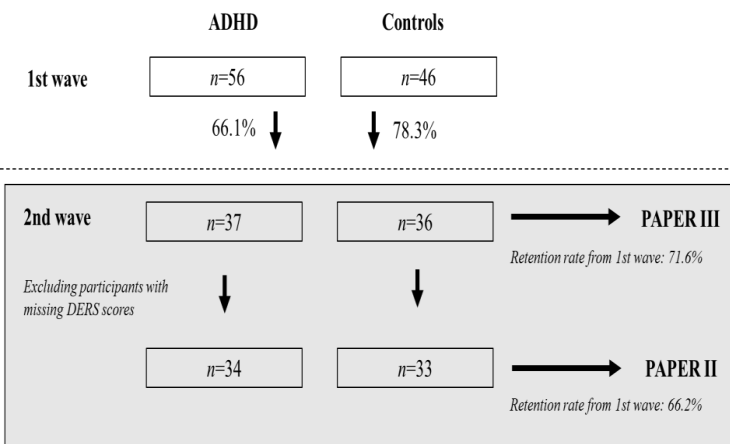 ADHD Controls
1st wave n=56 n=46
66.1% 78.3%
2nd wave n=37 n=36 PAPER III
Retention rate from 1st wave: 71.6%
Excluding participants with
missing DERS scores
n=34 n=33 PAPER II
Retention rate from 1st wave: 66.2%